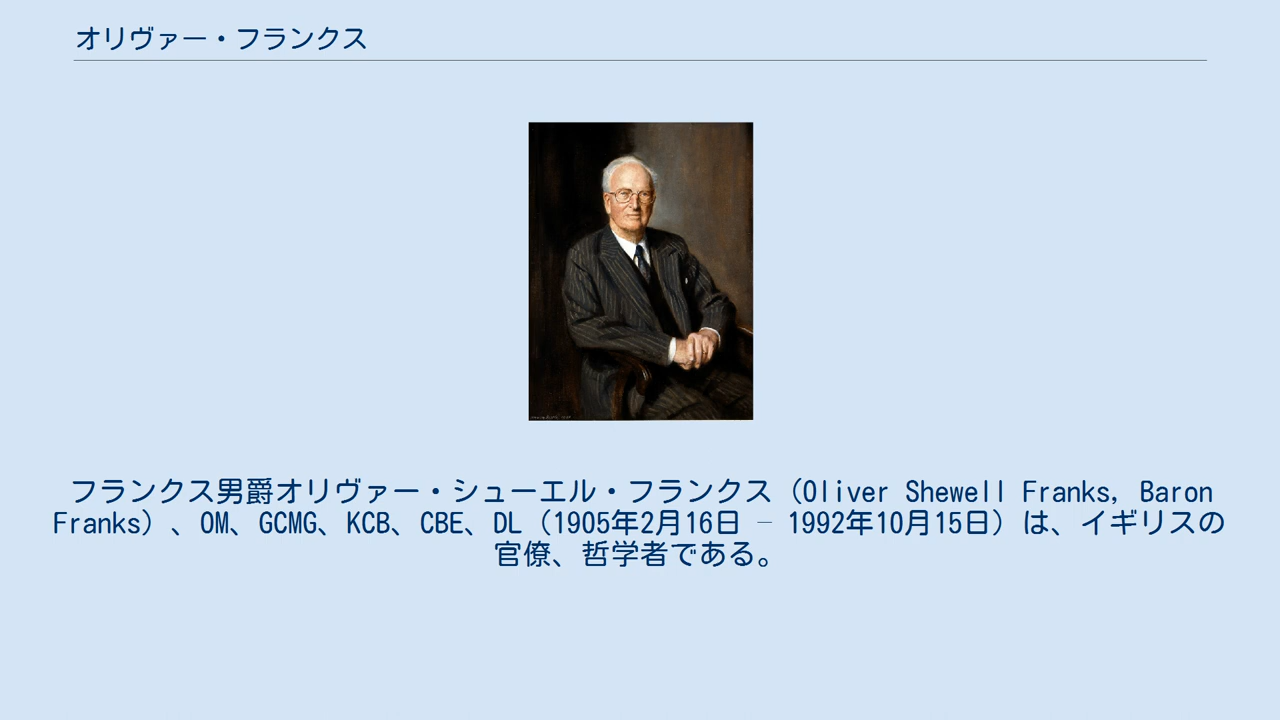 オリヴァー・フランクス
フランクス男爵オリヴァー・シューエル・フランクス（Oliver Shewell Franks, Baron
Franks）、OM、GCMG、KCB、CBE、DL（1905年2月16日 – 1992年10月15日）は、イギリスの
官僚、哲学者である。